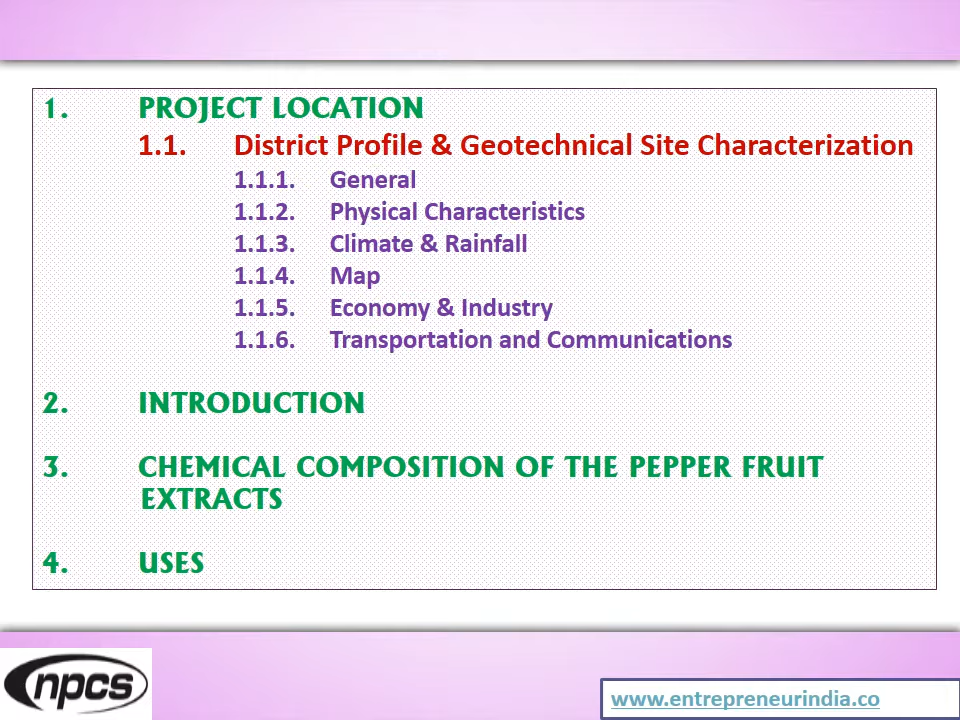 1. PROJECT LOCATION
1.1. District Profile & Geotechnical Site Characterization
1.1.1. General
1.1.2. Physical Characteristics
1.1.3. Climate & Rainfall
1.1.4. Map
1.1.5. Economy & Industry
1.1.6. Transportation and Communications
2. INTRODUCTION
3. CHEMICAL COMPOSITION OF THE PEPPER FRUIT
EXTRACTS
4. USES
npcs
www.entrepreneurindia.co